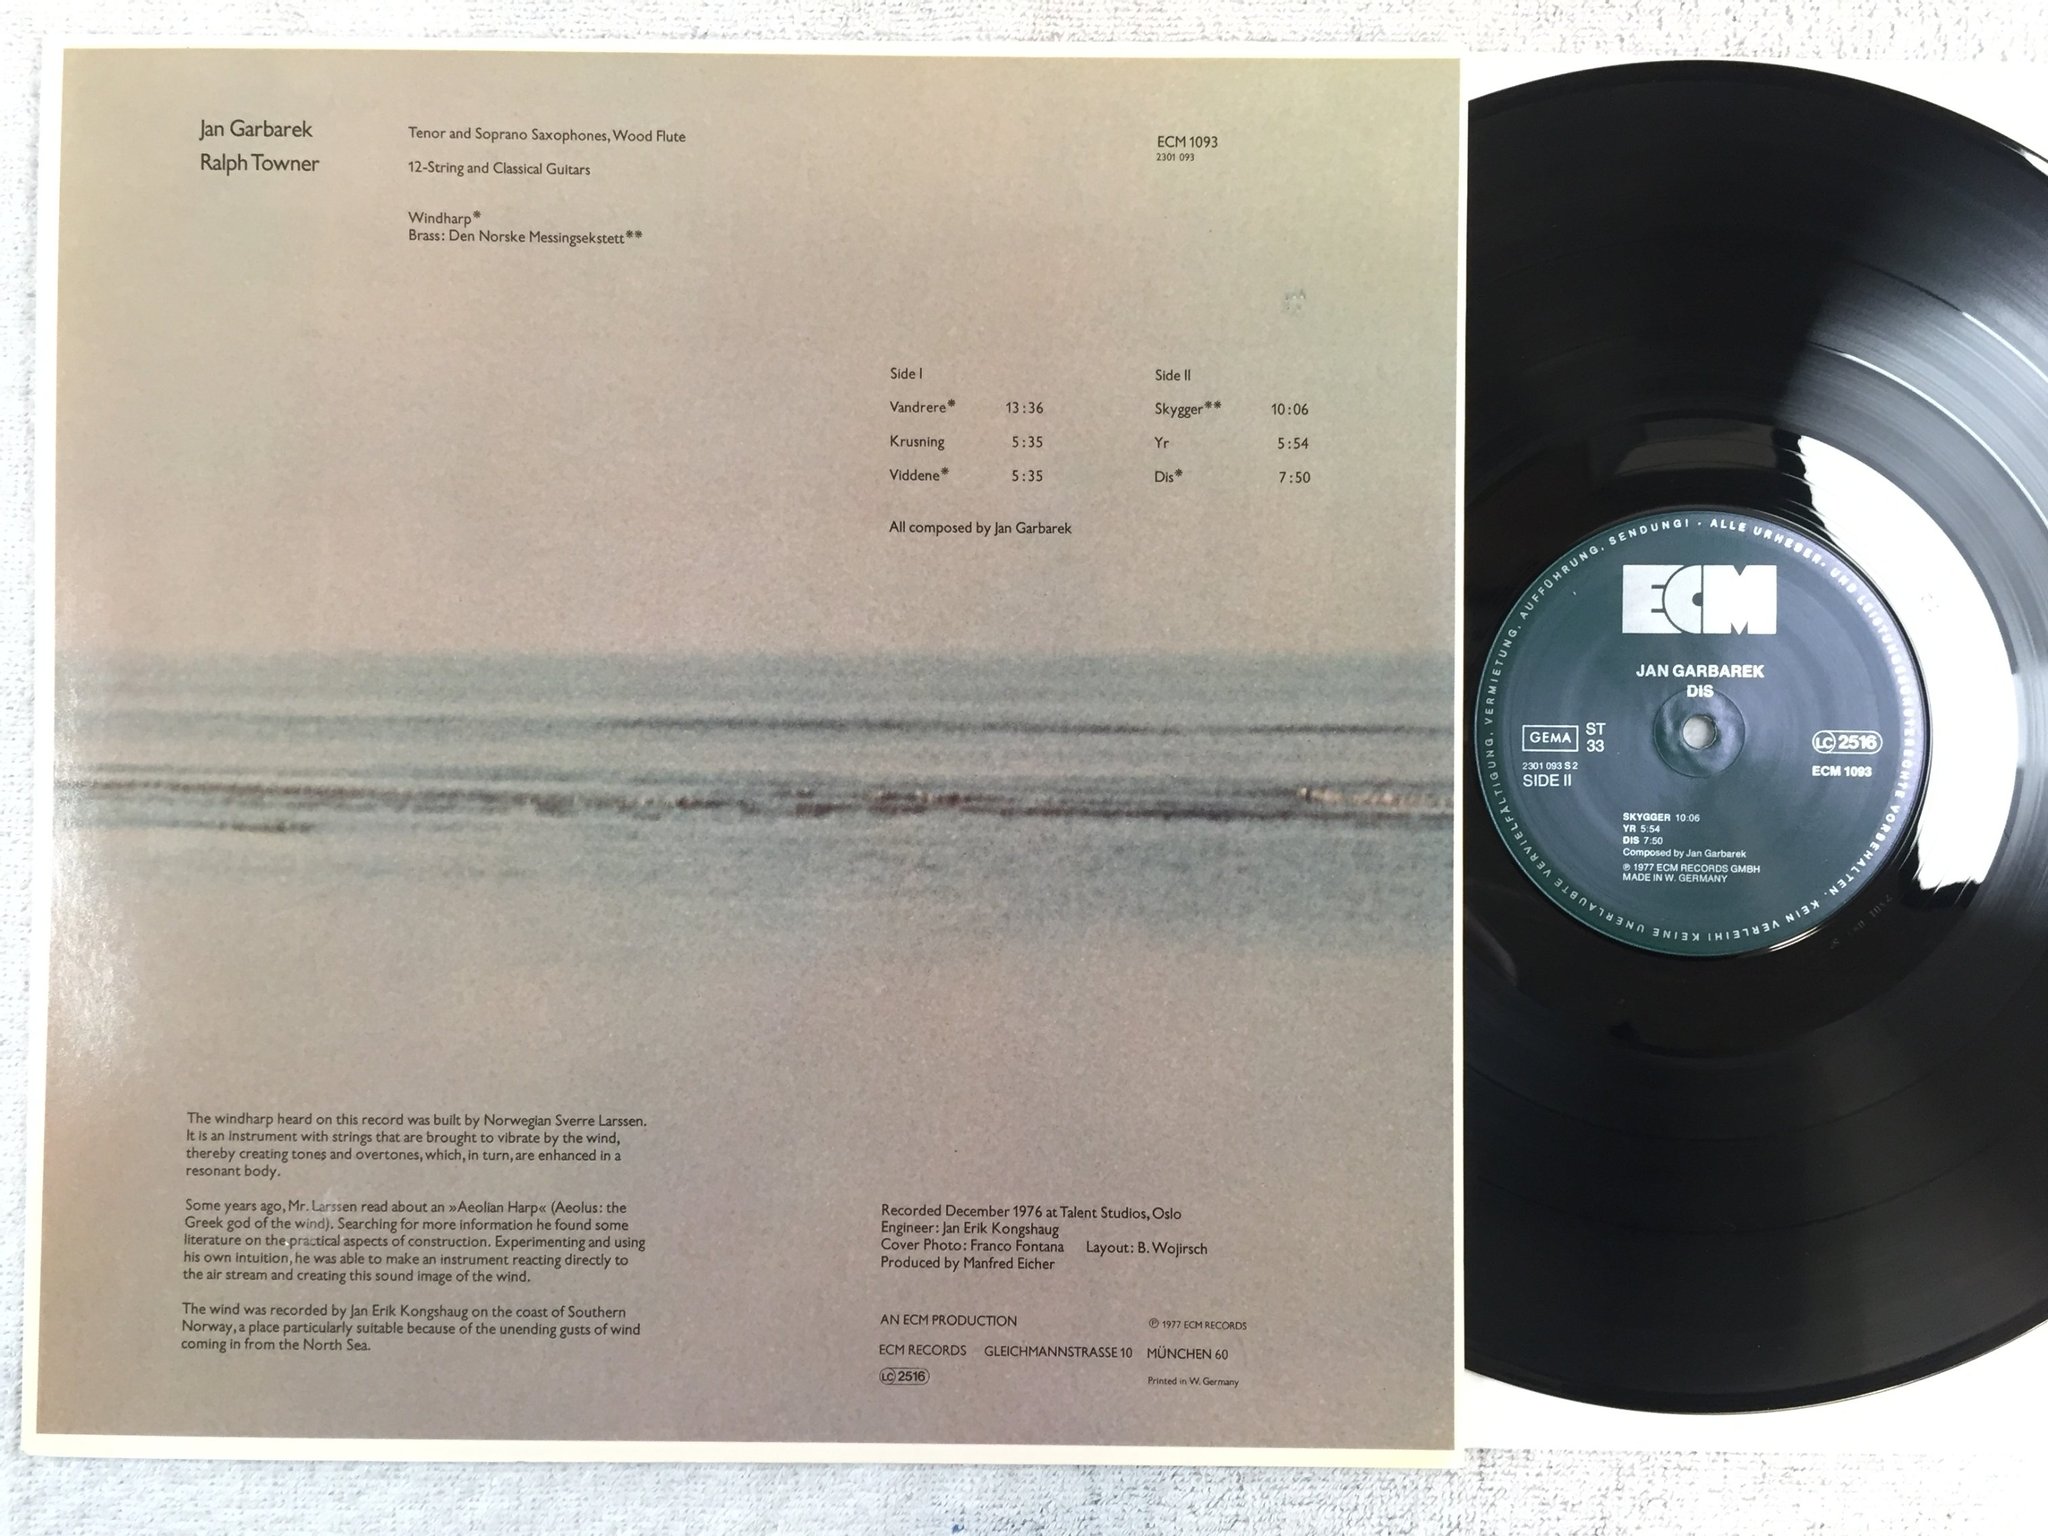 Jan Garbarek
Tenor and Soprano Saxophones, Wood Flute
Ralph Towner
12-String and Classical Guitars
Windharp*
Brass: Den Norske Messingsekstett**
ECM 1093
2301 093
Side I
Vandrere* 13:36
Krusning 5:35
Viddene* 5:35
Side II
Skygger** 10:06
Yr 5:54
Dis* 7:50
All composed by Jan Garbarek
The windharp heard on this record was built by Norwegian Sverre Larssen.
It is an instrument with strings that are brought to vibrate by the wind,
thereby creating tones and overtones, which, in turn, are enhanced in a
resonant body.
Some years ago, Mr. Larssen read about an »Aeolian Harp« (Aeolus: the
Greek god of the wind). Searching for more information he found some
literature on the practical aspects of construction. Experimenting and using
his own intuition, he was able to make an instrument reacting directly to
the air stream and creating this sound image of the wind.
The wind was recorded by Jan Erik Kongshaug on the coast of Southern
Norway, a place particularly suitable because of the unending gusts of wind
coming in from the North Sea.
Recorded December 1976 at Talent Studios, Oslo
Engineer: Jan Erik Kongshaug
Cover Photo: Franco Fontana Layout: B. Wojirsch
Produced by Manfred Eicher
AN ECM PRODUCTION
℗ 1977 ECM RECORDS
ECM RECORDS GLEICHMANNSTRASSE 10 MÜNCHEN 60
LC 2516
Printed in W. Germany
ALLE URHEBER- UND LEISTUNGSSCHUTZRECHTE VORBEHALTEN. KEIN VERLEIH! KEINE UNERLAUBTE VERVIELFÄLTIGUNG, VERMIETUNG, AUFFÜHRUNG, SENDUNG! ·
ECM
JAN GARBAREK
DIS
GEMA
ST
33
2301 093 S 2
SIDE II
LC 2516
ECM 1093
SKYGGER 10:06
YR 5:54
DIS 7:50
Composed by Jan Garbarek
℗ 1977 ECM RECORDS GMBH
MADE IN W. GERMANY